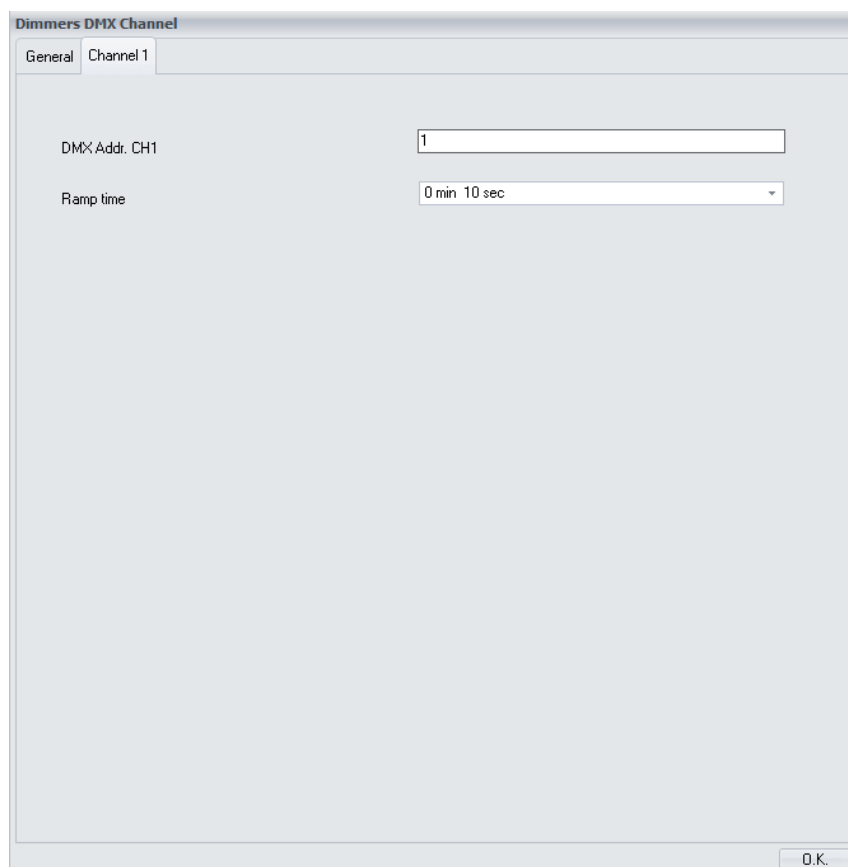 Dimmers DMX Channel
General Channel 1
DMX Addr. CH1 1
Ramp time 0 min 10 sec
O.K.